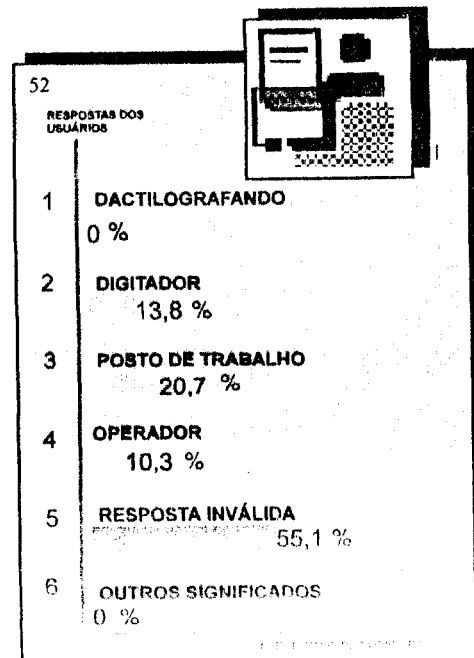 52
RESPOSTAS DOS
USUÁRIOS
1 DACTILOGRAFANDO
0 %
2 DIGITADOR
13,8 %
3 POSTO DE TRABALHO
20,7 %
4 OPERADOR
10,3 %
5 RESPOSTA INVÁLIDA
55,1 %
6 OUTROS SIGNIFICADOS
0 %